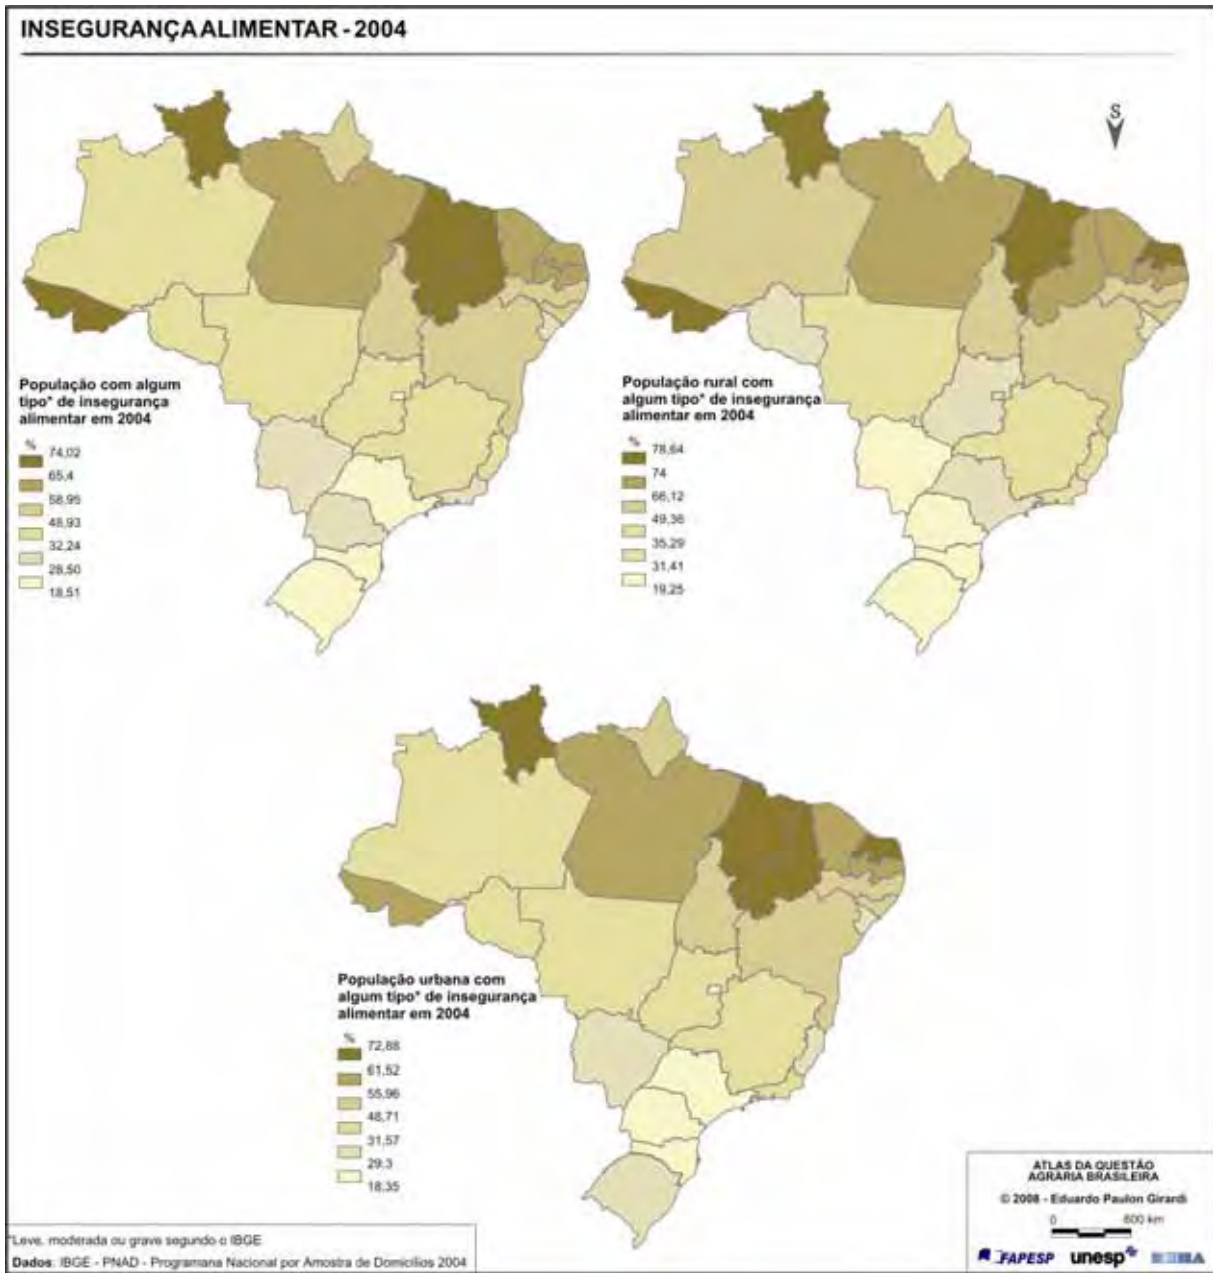 INSEGURANÇA ALIMENTAR - 2004
S
População com algum
tipo* de insegurança
alimentar em 2004
%
74,02
65,4
58,95
48,93
32,24
28,50
18,51
População rural com
algum tipo* de insegurança
alimentar em 2004
%
78,64
74
66,12
49,36
35,29
31,41
19,25
População urbana com
algum tipo* de insegurança
alimentar em 2004
%
72,88
61,52
55,96
48,71
31,57
29,3
18,35
*Leve, moderada ou grave segundo o IBGE
Dados: IBGE - PNAD - Programana Nacional por Amostra de Domicílios 2004
ATLAS DA QUESTÃO
AGRARIA BRASILEIRA
© 2008 - Eduardo Paulon Girardi
0 600 km
FAPESP unesp